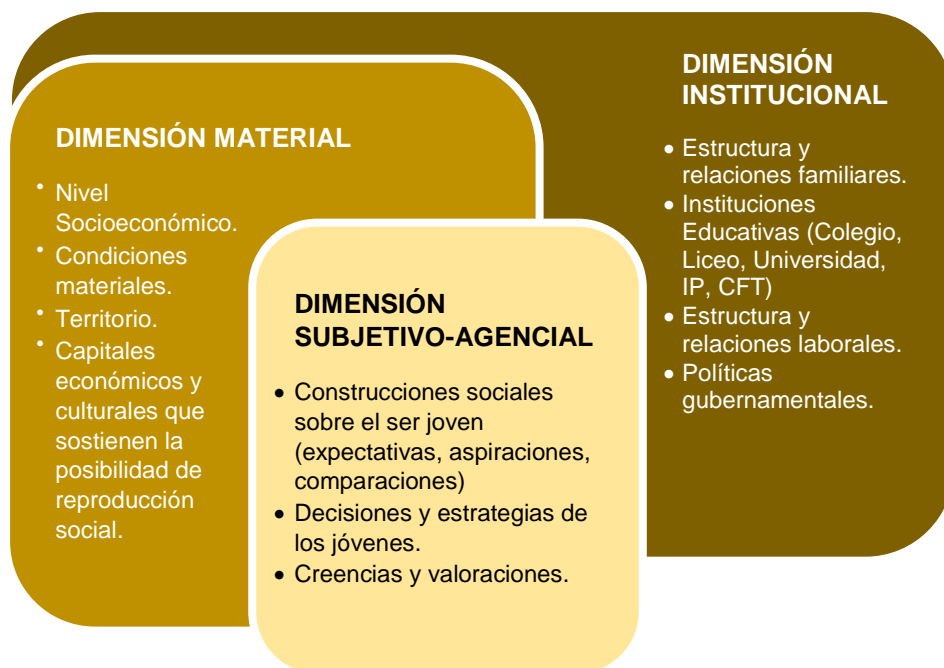 DIMENSIÓN
INSTITUCIONAL
• Estructura y
relaciones familiares.
• Instituciones
Educativas (Colegio,
Liceo, Universidad,
IP, CFT)
• Estructura y
relaciones laborales.
• Políticas
gubernamentales.
DIMENSIÓN MATERIAL
• Nivel
Socioeconómico.
• Condiciones
materiales.
• Territorio.
• Capitales
económicos y
culturales que
sostienen la
posibilidad de
reproducción
social.
DIMENSIÓN
SUBJETIVO-AGENCIAL
• Construcciones sociales
sobre el ser joven
(expectativas, aspiraciones,
comparaciones)
• Decisiones y estrategias de
los jóvenes.
• Creencias y valoraciones.